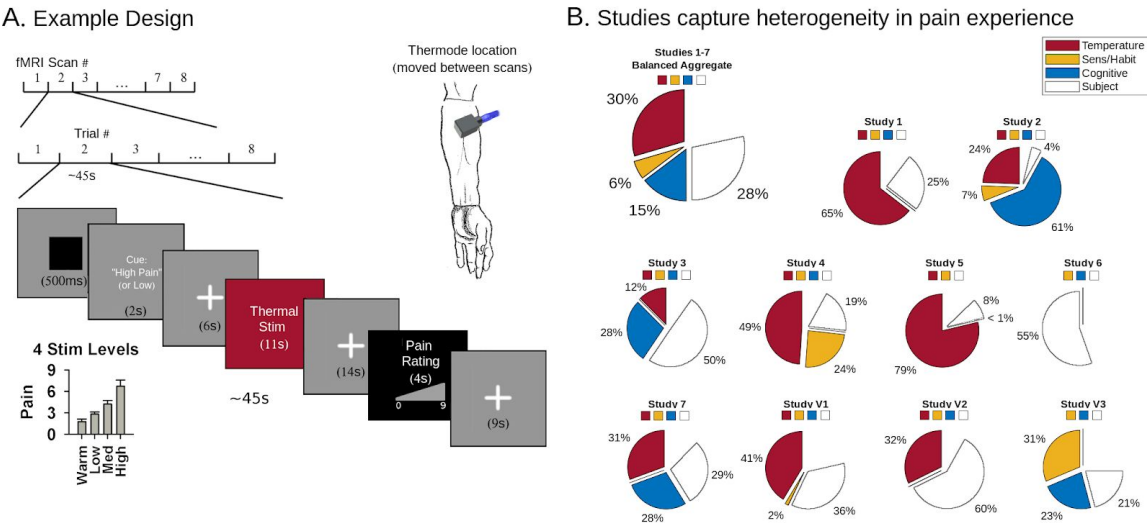 A. Example Design
fMRI Scan #
1 2 3 ... 7 8
Trial #
1 2 3 ... 8
~45s
(500ms)
Cue:
"High Pain"
(or Low)
(2s)
(6s)
Thermal
Stim
(11s)
(14s)
Pain
Rating
(4s)
0 9
(9s)
~45s
4 Stim Levels
Pain
9
6
3
0
Warm
Low
Med
High
Thermode location
(moved between scans)
B. Studies capture heterogeneity in pain experience
Temperature
Sens/Habit
Cognitive
Subject
Studies 1-7
Balanced Aggregate
30%
6%
15%
28%
Study 1
65%
25%
Study 2
24%
4%
7%
61%
Study 3
12%
28%
50%
Study 4
49%
19%
24%
Study 5
8%
< 1%
79%
Study 6
55%
Study 7
31%
29%
28%
Study V1
41%
2%
36%
Study V2
32%
60%
Study V3
31%
23%
21%